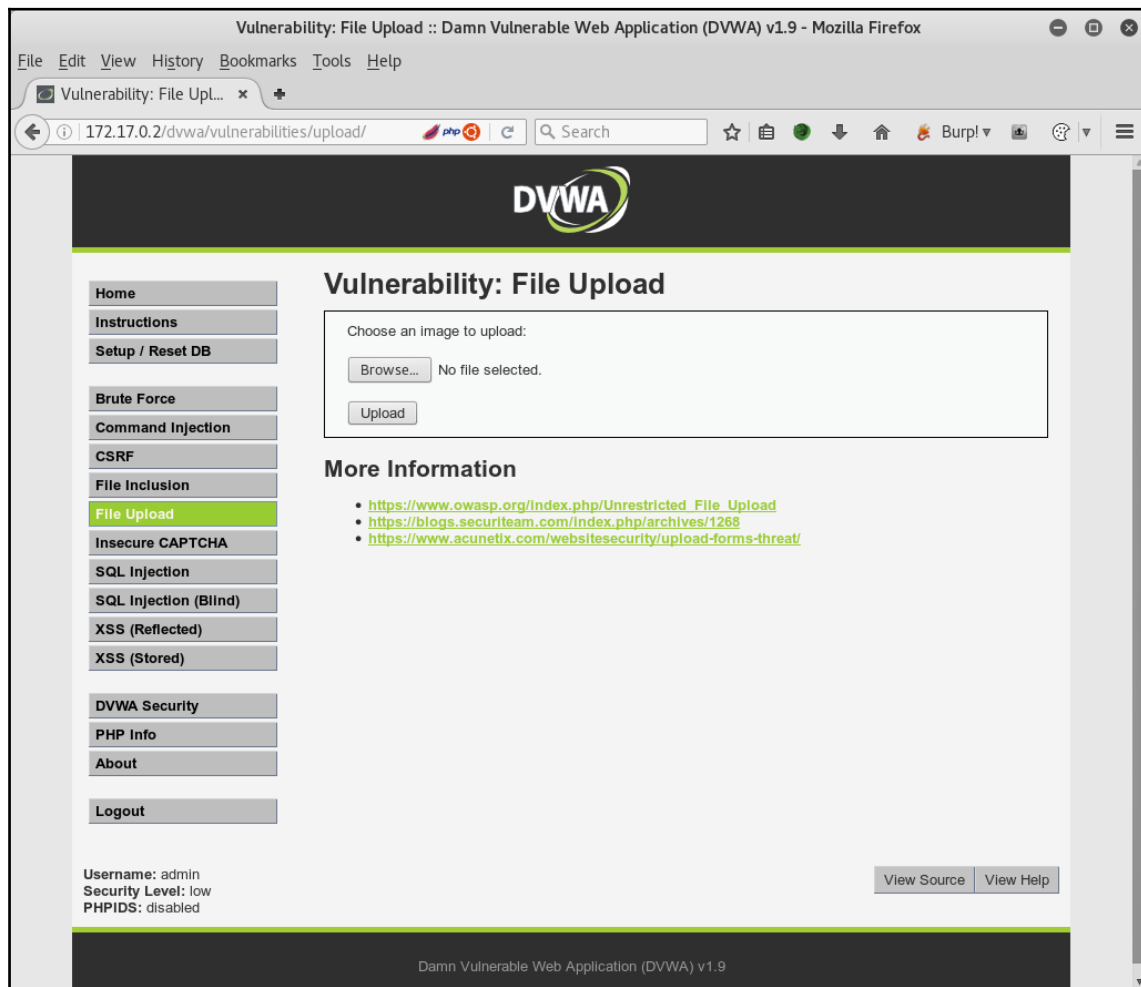 Vulnerability: File Upload :: Damn Vulnerable Web Application (DVWA) v1.9 - Mozilla Firefox
File Edit View History Bookmarks Tools Help
Vulnerability: File Upl...
172.17.0.2/dvwa/vulnerabilities/upload/ php Search Burp!
DVWA
Home
Instructions
Setup / Reset DB
Brute Force
Command Injection
CSRF
File Inclusion
File Upload
Insecure CAPTCHA
SQL Injection
SQL Injection (Blind)
XSS (Reflected)
XSS (Stored)
DVWA Security
PHP Info
About
Logout
Vulnerability: File Upload
Choose an image to upload:
Browse... No file selected.
Upload
More Information
https://www.owasp.org/index.php/Unrestricted_File_Upload
https://blogs.securiteam.com/index.php/archives/1268
https://www.acunetix.com/websitesecurity/upload-forms-threat/
Username: admin
Security Level: low
PHPIDS: disabled
View Source View Help
Damn Vulnerable Web Application (DVWA) v1.9